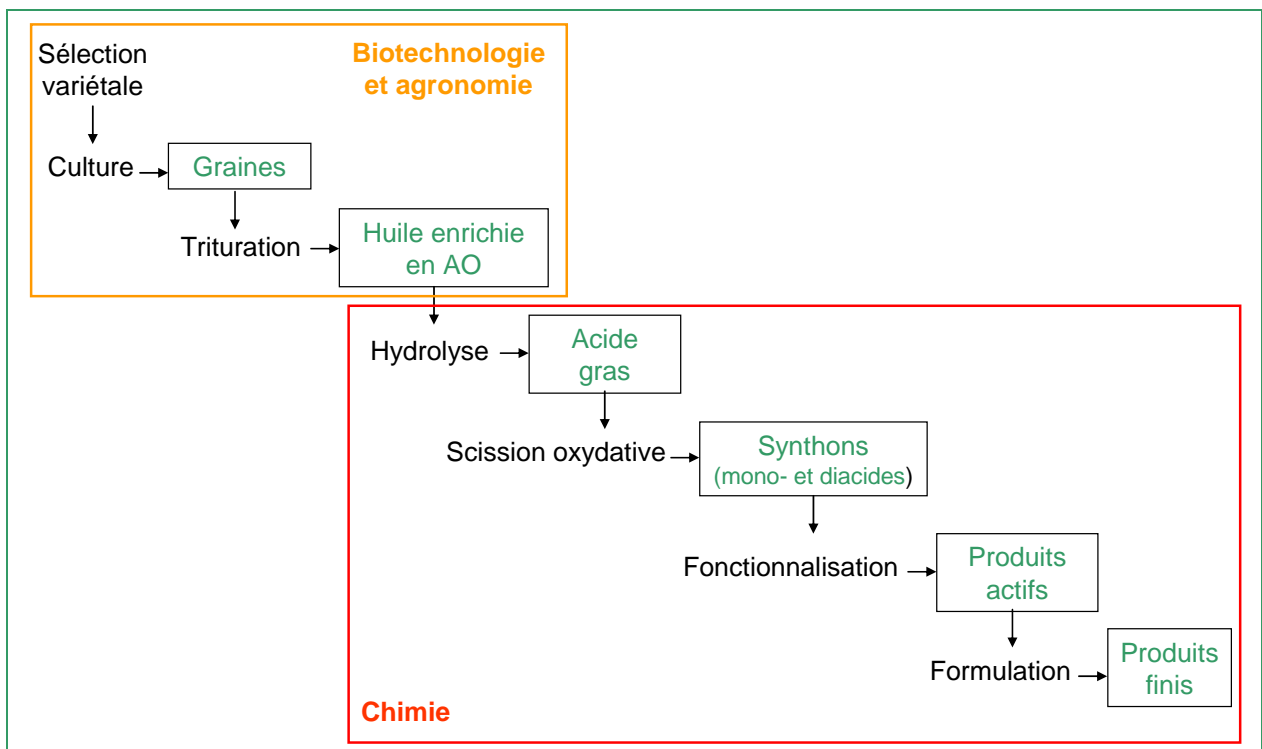 Sélection
variétale
Biotechnologie
et agronomie
Culture
Graines
Trituration
Huile enrichie
en AO
Hydrolyse
Acide
gras
Scission oxydative
Synthons
(mono- et diacides)
Fonctionnalisation
Produits
actifs
Formulation
Produits
finis
Chimie